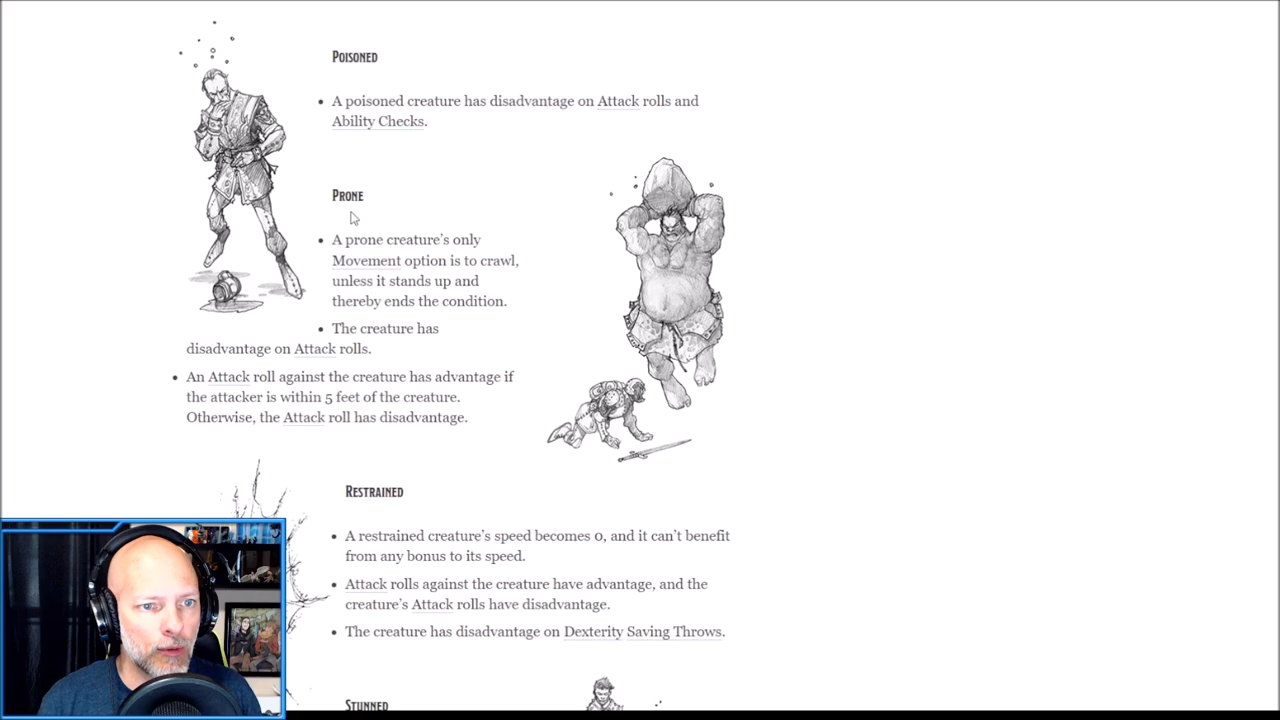 POISONED
• A poisoned creature has disadvantage on Attack rolls and
Ability Checks.
PRONE
• A prone creature's only
Movement option is to crawl,
unless it stands up and
thereby ends the condition.
• The creature has
disadvantage on Attack rolls.
• An Attack roll against the creature has advantage if
the attacker is within 5 feet of the creature.
Otherwise, the Attack roll has disadvantage.
RESTRAINED
• A restrained creature's speed becomes 0, and it can't benefit
from any bonus to its speed.
• Attack rolls against the creature have advantage, and the
creature's Attack rolls have disadvantage.
• The creature has disadvantage on Dexterity Saving Throws.
STUNNED